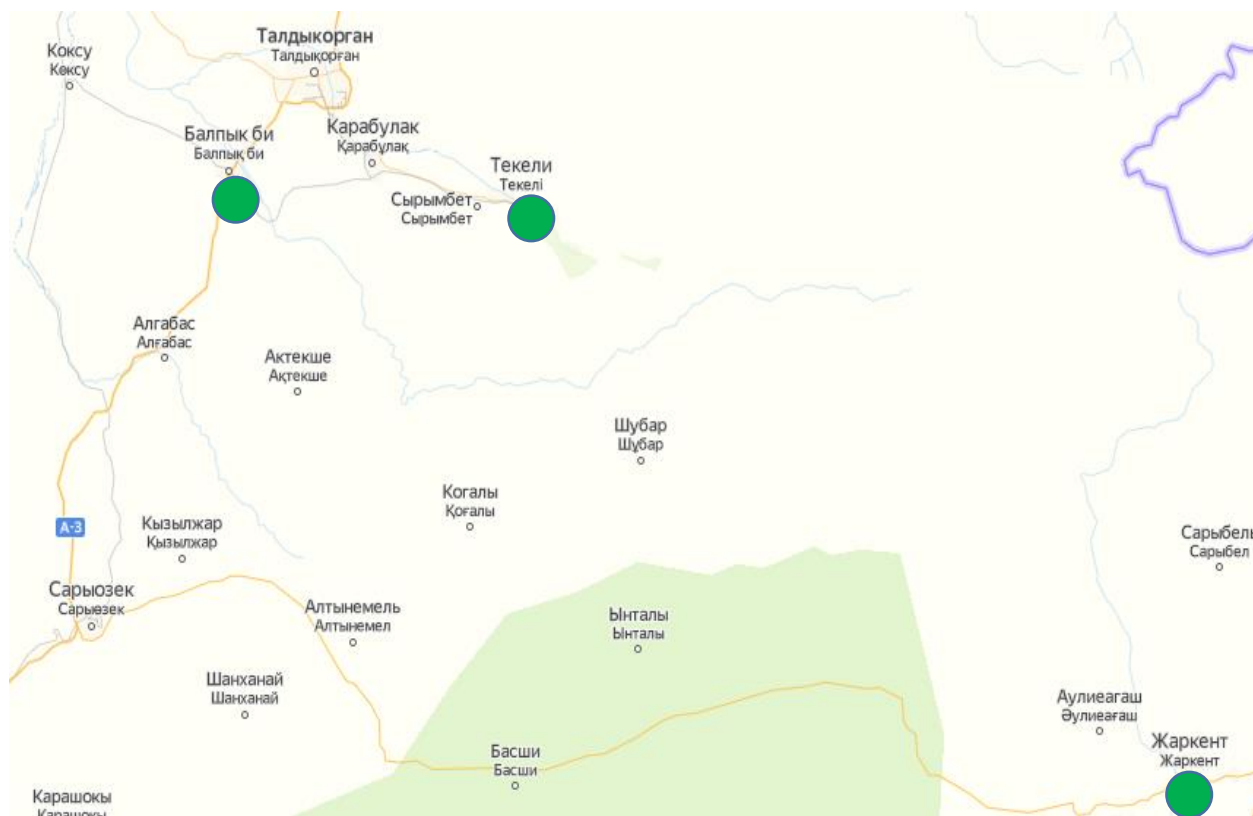 Талдыкорган
Талдықорған
Коксу
Көксу
Балпык би
Балпық би
Карабулак
Қарабұлақ
Текели
Текелі
Сырымбет
Сырымбет
Алгабас
Алғабас
Актекше
Ақтекше
Шубар
Шұбар
Когалы
Қоғалы
А-3
Кызылжар
Қызылжар
Сарыбель
Сарыбел
Сарыозек
Сарыөзек
Алтынемель
Алтынемел
Ынталы
Ынталы
Шанханай
Шанханай
Аулиеагаш
Әулиеағаш
Басши
Басши
Жаркент
Жаркент
Карашокы
Карашокы